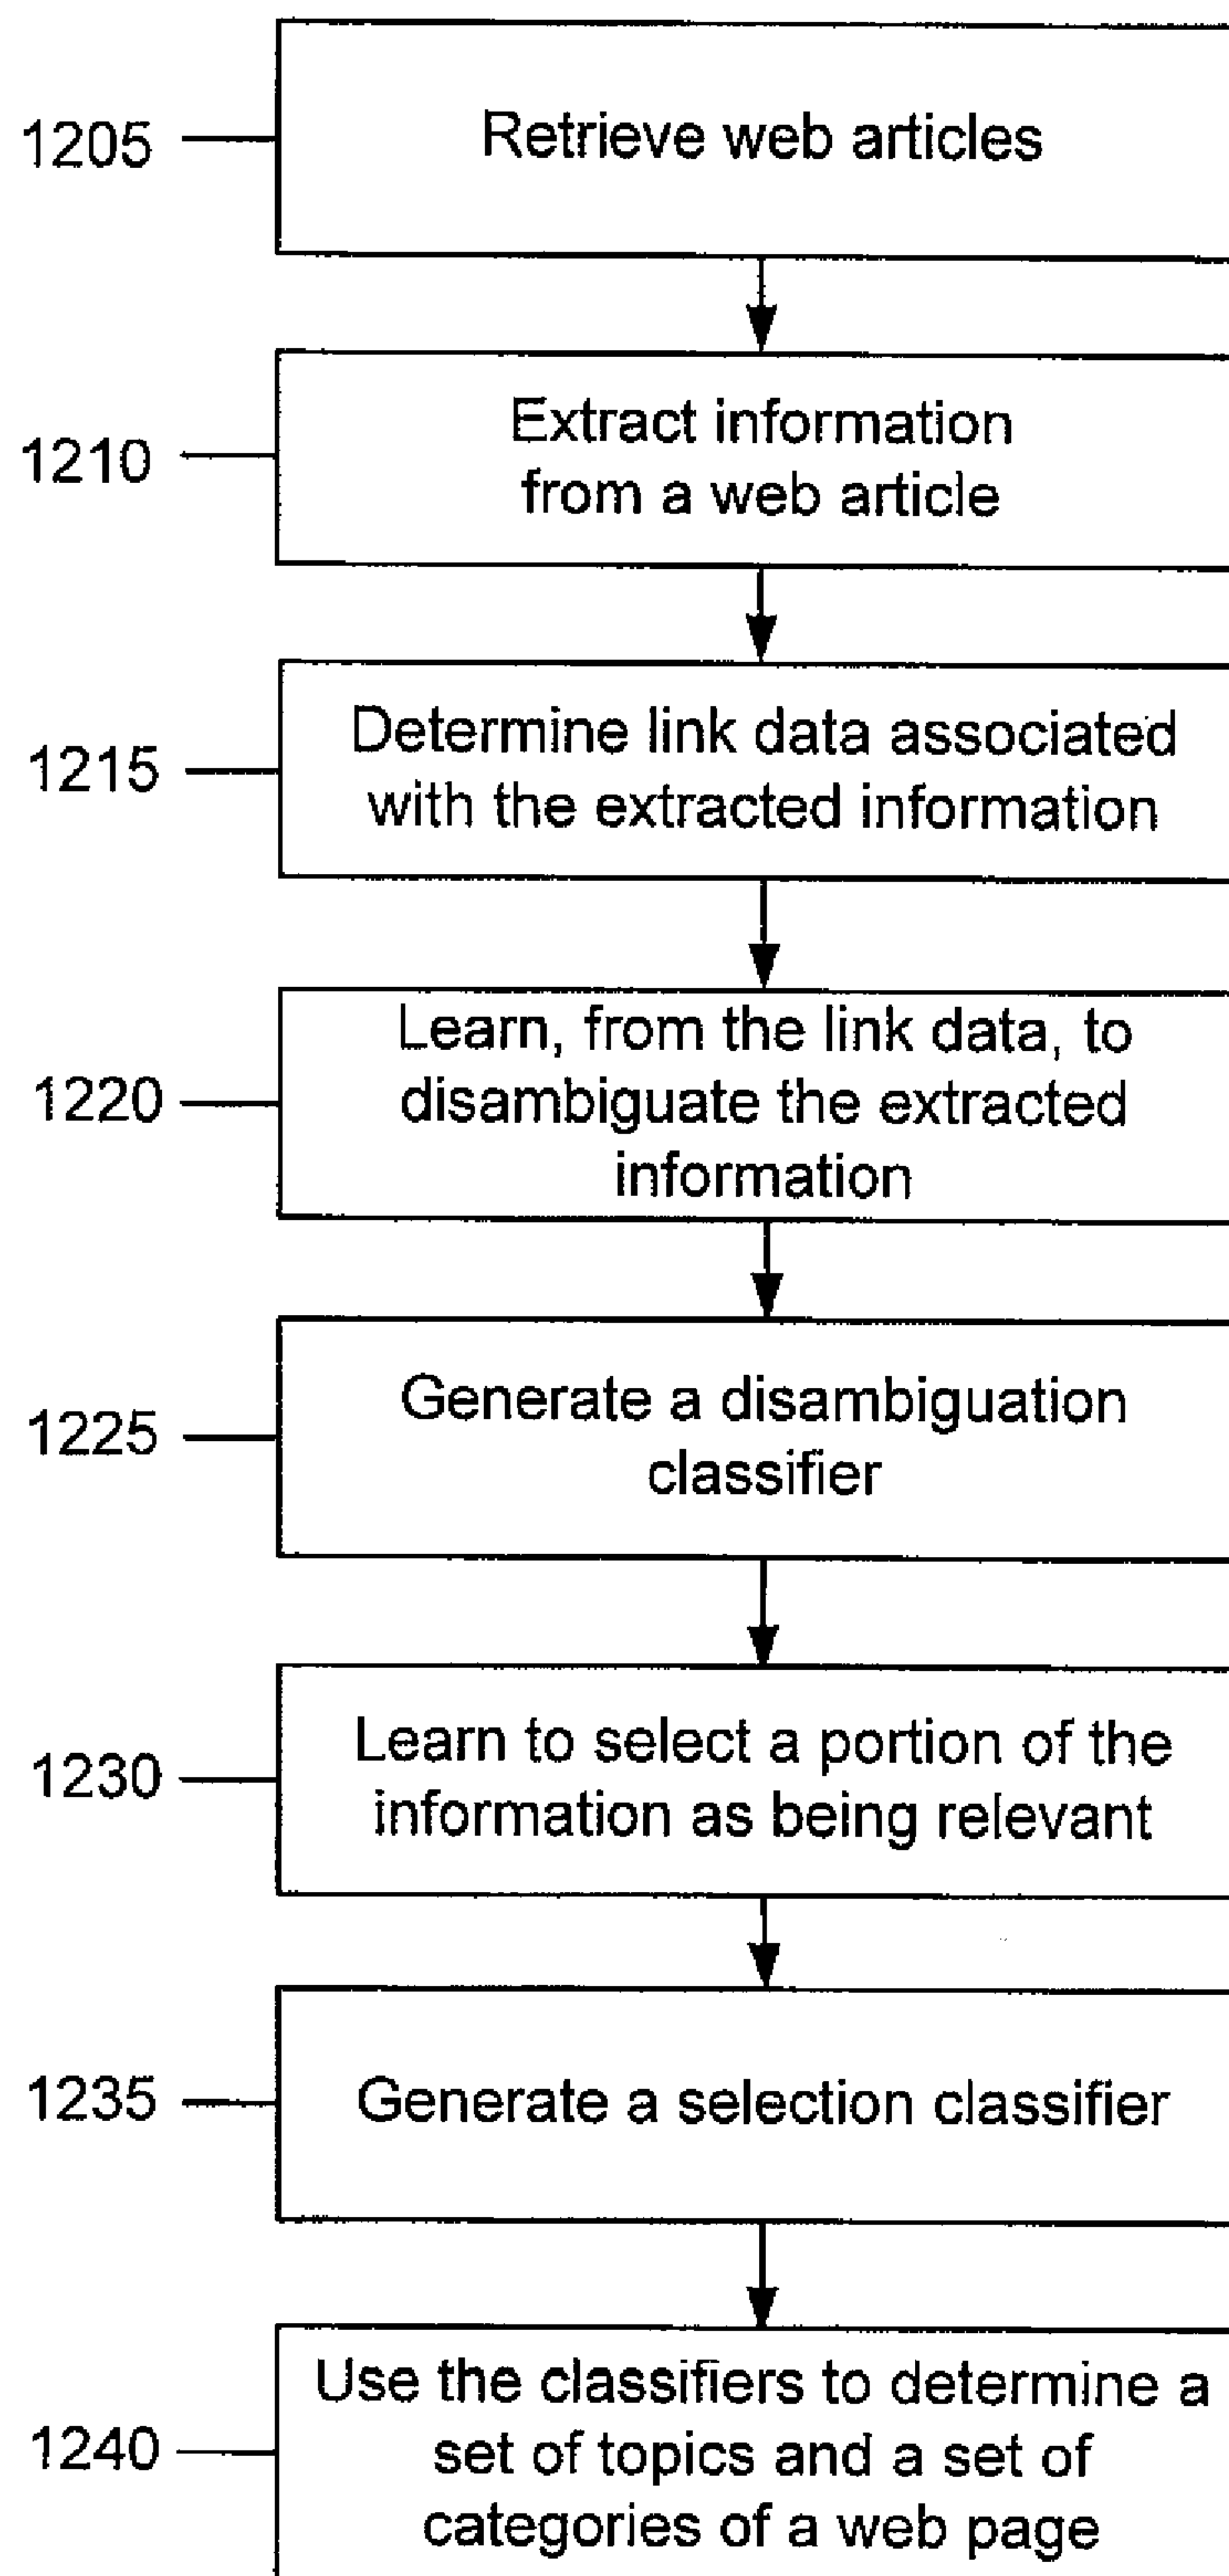 1205
Retrieve web articles
1210
Extract information
from a web article
1215
Determine link data associated
with the extracted information
1220
Learn, from the link data, to
disambiguate the extracted
information
1225
Generate a disambiguation
classifier
1230
Learn to select a portion of the
information as being relevant
1235
Generate a selection classifier
1240
Use the classifiers to determine a
set of topics and a set of
categories of a web page